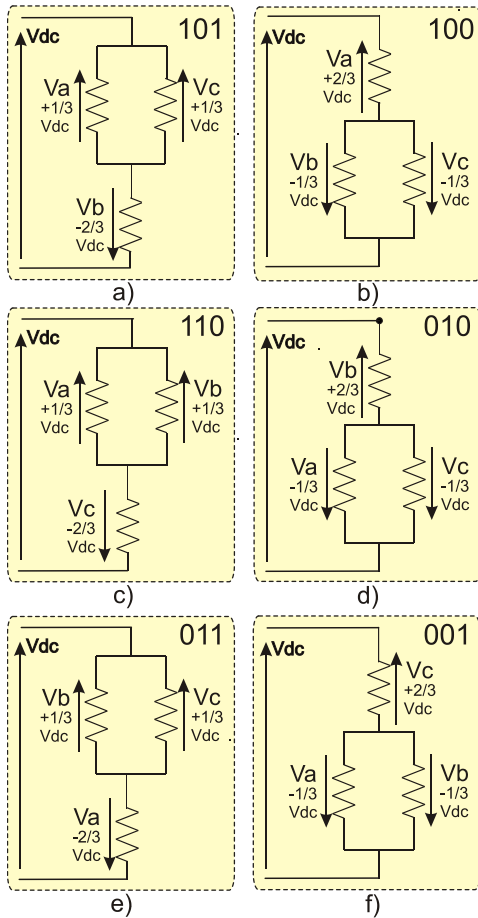 101
Vdc
Va
+1/3
Vdc
Vc
+1/3
Vdc
Vb
-2/3
Vdc
a)
100
Vdc
Va
+2/3
Vdc
Vb
-1/3
Vdc
Vc
-1/3
Vdc
b)
110
Vdc
Va
+1/3
Vdc
Vb
+1/3
Vdc
Vc
-2/3
Vdc
c)
010
Vdc
Vb
+2/3
Vdc
Va
-1/3
Vdc
Vc
-1/3
Vdc
d)
011
Vdc
Vb
+1/3
Vdc
Vc
+1/3
Vdc
Va
-2/3
Vdc
e)
001
Vdc
Vc
+2/3
Vdc
Va
-1/3
Vdc
Vb
-1/3
Vdc
f)